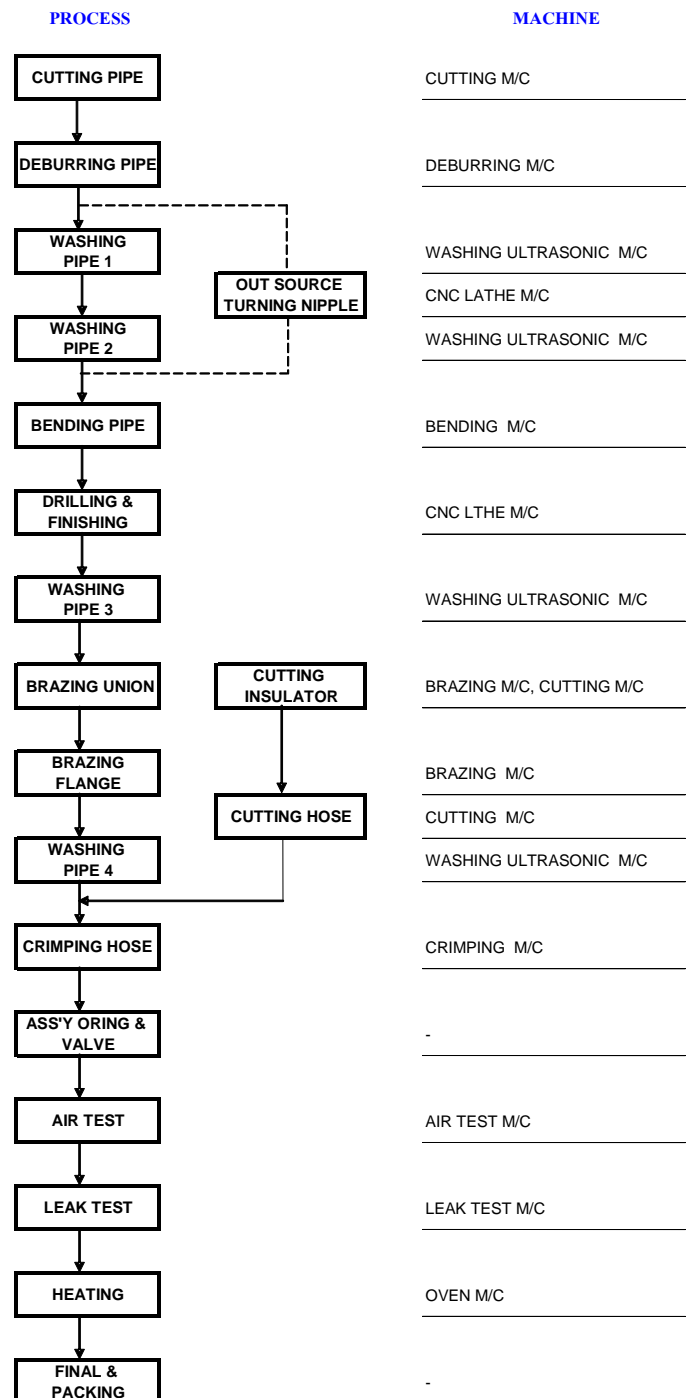 PROCESS
MACHINE
CUTTING PIPE
CUTTING M/C
DEBURRING PIPE
DEBURRING M/C
WASHING
PIPE 1
WASHING ULTRASONIC M/C
OUT SOURCE
TURNING NIPPLE
CNC LATHE M/C
WASHING
PIPE 2
WASHING ULTRASONIC M/C
BENDING PIPE
BENDING M/C
DRILLING &
FINISHING
CNC LTHE M/C
WASHING
PIPE 3
WASHING ULTRASONIC M/C
BRAZING UNION
CUTTING
INSULATOR
BRAZING M/C, CUTTING M/C
BRAZING
FLANGE
BRAZING M/C
CUTTING HOSE
CUTTING M/C
WASHING
PIPE 4
WASHING ULTRASONIC M/C
CRIMPING HOSE
CRIMPING M/C
ASS'Y ORING &
VALVE
-
AIR TEST
AIR TEST M/C
LEAK TEST
LEAK TEST M/C
HEATING
OVEN M/C
FINAL &
PACKING
-